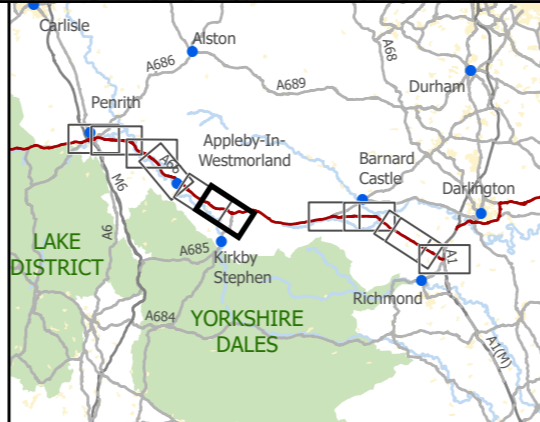 Carlisle
Alston
A686
A68
A689
Durham
Penrith
Appleby-In-
Westmorland
A66
Barnard
Castle
Darlington
M6
A6
LAKE
DISTRICT
A685
Kirkby
Stephen
A1
Richmond
A684
YORKSHIRE
DALES
A1(M)